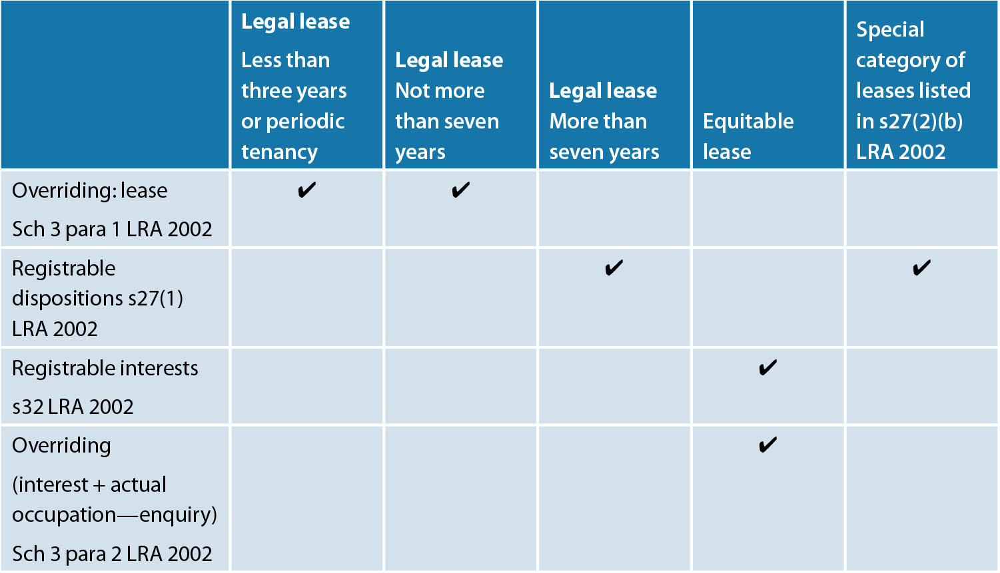 Legal lease
Less than
three years
or periodic
tenancy
Legal lease
Not more
than seven
years
Legal lease
More than
seven years
Equitable
lease
Special
category of
leases listed
in s27(2)(b)
LRA 2002
Overriding: lease
Sch 3 para 1 LRA 2002
✔
✔
Registrable
dispositions s27(1)
LRA 2002
✔
✔
Registrable interests
s32 LRA 2002
✔
Overriding
(interest + actual
occupation—enquiry)
Sch 3 para 2 LRA 2002
✔